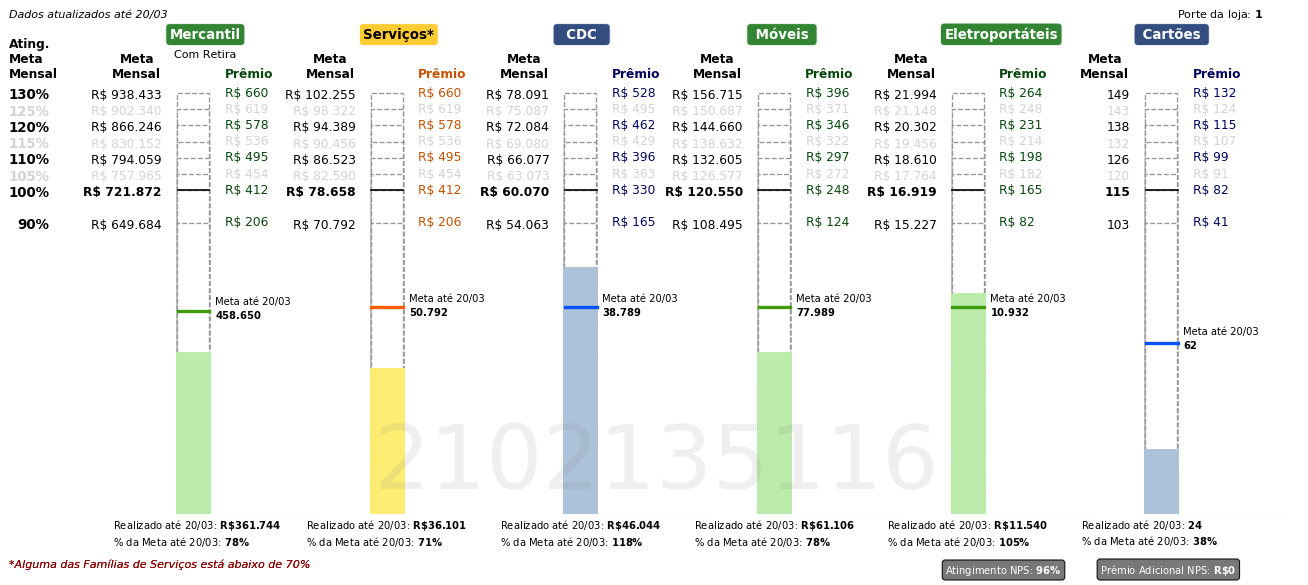 Dados atualizados até 20/03
Porte da loja: 1
Mercantil Serviços* CDC Móveis Eletroportáteis Cartões
Com Retira
Ating. Meta Mensal Meta Mensal Prêmio Meta Mensal Prêmio Meta Mensal Prêmio Meta Mensal Prêmio Meta Mensal Prêmio Meta Mensal Prêmio
130% R$ 938.433 R$ 660 R$ 102.255 R$ 660 R$ 78.091 R$ 528 R$ 156.715 R$ 396 R$ 21.994 R$ 264 149 R$ 132
125% R$ 902.340 R$ 619 R$ 98.322 R$ 619 R$ 75.087 R$ 495 R$ 150.687 R$ 371 R$ 21.148 R$ 248 143 R$ 124
120% R$ 866.246 R$ 578 R$ 94.389 R$ 578 R$ 72.084 R$ 462 R$ 144.660 R$ 346 R$ 20.302 R$ 231 138 R$ 115
115% R$ 830.152 R$ 536 R$ 90.456 R$ 536 R$ 69.080 R$ 429 R$ 138.632 R$ 322 R$ 19.456 R$ 214 132 R$ 107
110% R$ 794.059 R$ 495 R$ 86.523 R$ 495 R$ 66.077 R$ 396 R$ 132.605 R$ 297 R$ 18.610 R$ 198 126 R$ 99
105% R$ 757.965 R$ 454 R$ 82.590 R$ 454 R$ 63.073 R$ 363 R$ 126.577 R$ 272 R$ 17.764 R$ 182 120 R$ 91
100% R$ 721.872 R$ 412 R$ 78.658 R$ 412 R$ 60.070 R$ 330 R$ 120.550 R$ 248 R$ 16.919 R$ 165 115 R$ 82
90% R$ 649.684 R$ 206 R$ 70.792 R$ 206 R$ 54.063 R$ 165 R$ 108.495 R$ 124 R$ 15.227 R$ 82 103 R$ 41
Meta até 20/03 Meta até 20/03 Meta até 20/03 Meta até 20/03 Meta até 20/03
458.650 50.792 38.789 77.989 10.932
Meta até 20/03
62
2102135116
Realizado até 20/03: R$361.744 Realizado até 20/03: R$36.101 Realizado até 20/03: R$46.044 Realizado até 20/03: R$61.106 Realizado até 20/03: R$11.540 Realizado até 20/03: 24
% da Meta até 20/03: 78% % da Meta até 20/03: 71% % da Meta até 20/03: 118% % da Meta até 20/03: 78% % da Meta até 20/03: 105% % da Meta até 20/03: 38%
*Alguma das Famílias de Serviços está abaixo de 70%
Atingimento NPS: 96% Prêmio Adicional NPS: R$0